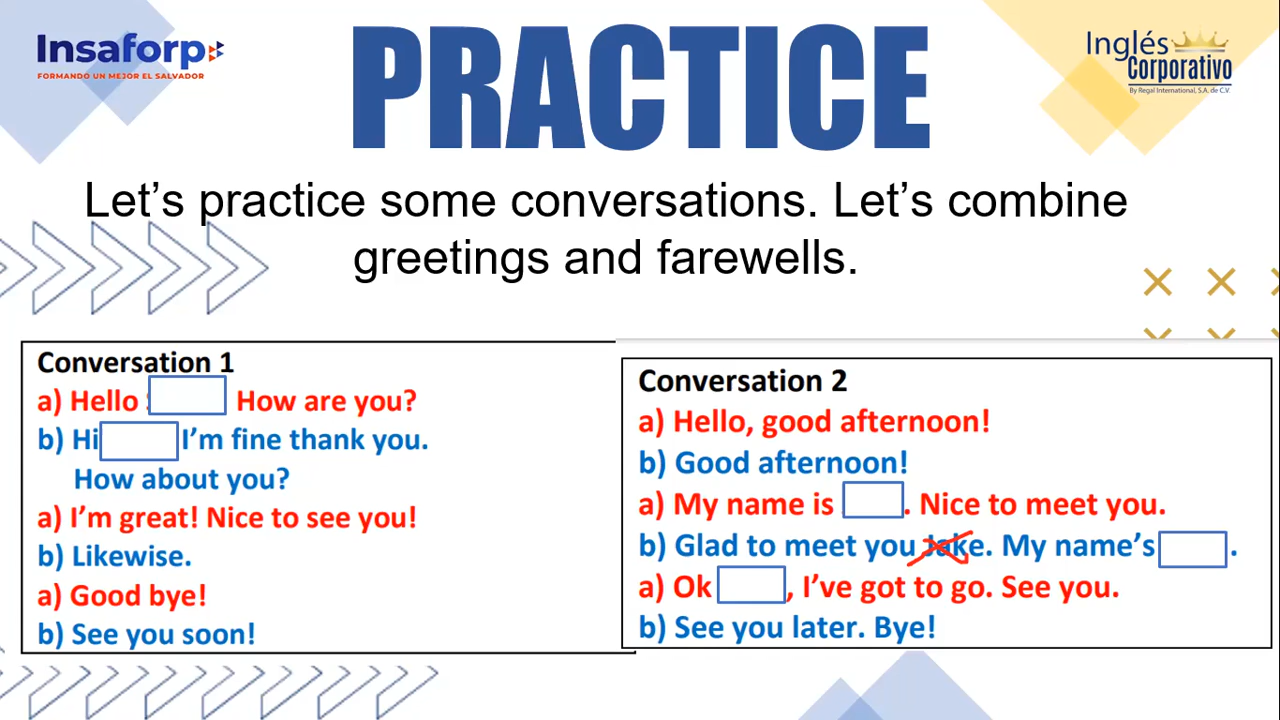 Insaforp
FORMANDO UN MEJOR EL SALVADOR
PRACTICE
Inglés
Corporativo
By Regal International, S.A. de C.V.
Let's practice some conversations. Let's combine
greetings and farewells.
Conversation 1
a) Hello How are you?
b) Hi I'm fine thank you.
How about you?
a) I'm great! Nice to see you!
b) Likewise.
a) Good bye!
b) See you soon!
Conversation 2
a) Hello, good afternoon!
b) Good afternoon!
a) My name is . Nice to meet you.
b) Glad to meet you Jake. My name's .
a) Ok , I've got to go. See you.
b) See you later. Bye!